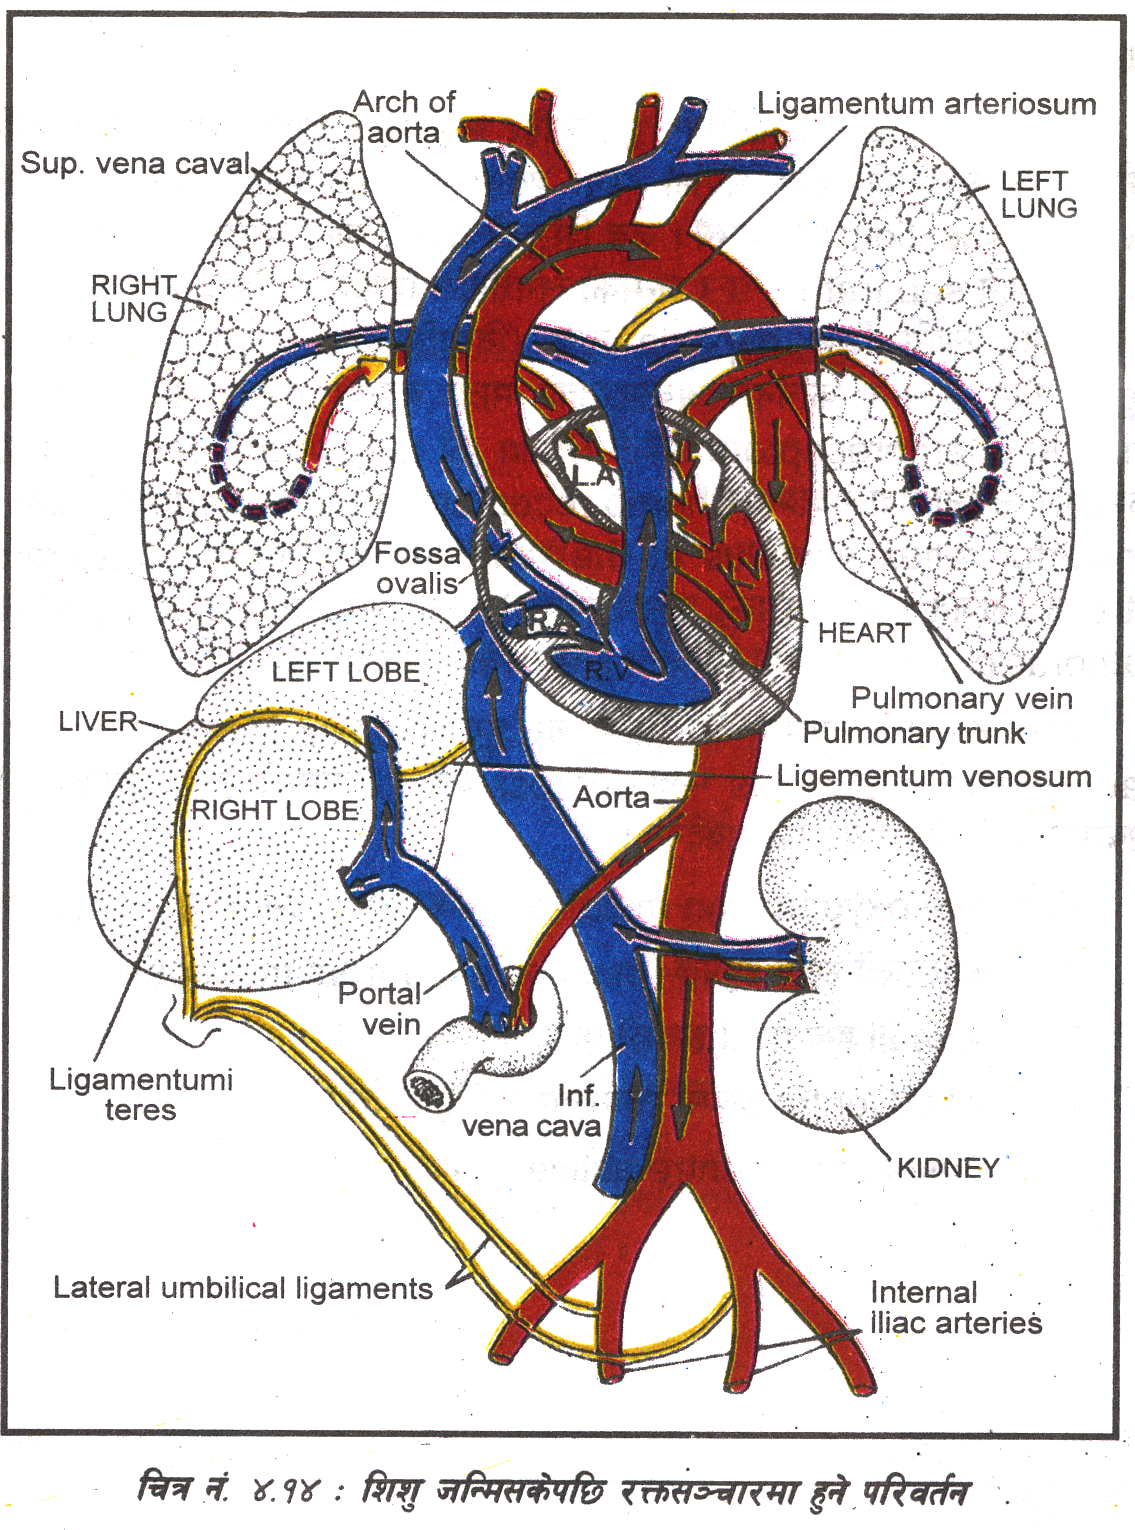 Arch of
aorta
Ligamentum arteriosum
Sup. vena caval
LEFT
LUNG
RIGHT
LUNG
L.A
Fossa
ovalis
R.A
R.V
HEART
LEFT LOBE
Pulmonary vein
LIVER
Pulmonary trunk
Ligementum venosum
Aorta
RIGHT LOBE
Portal
vein
Ligamentumi
teres
Inf.
vena cava
KIDNEY
Lateral umbilical ligaments
Internal
iliac arteries
चित्र नं. ४.१४ : शिशु जन्मिसकेपछि रक्तसञ्चारमा हुने परिवर्तन